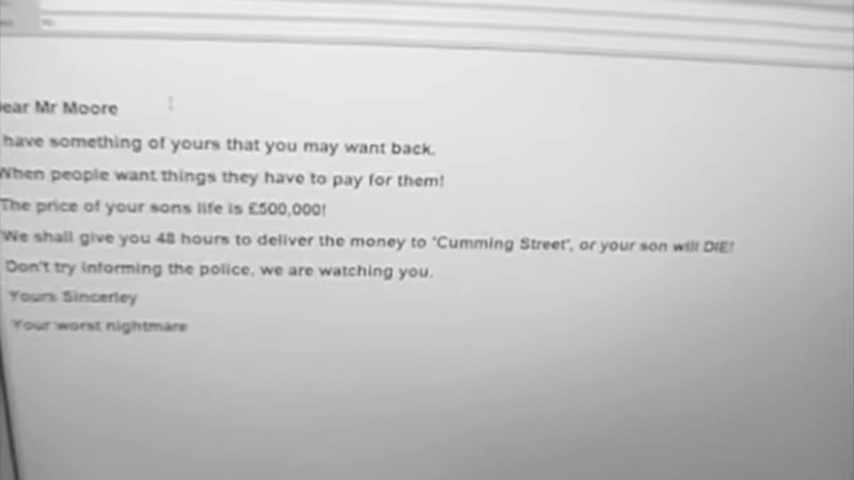 ear Mr Moore
have something of yours that you may want back.
When people want things they have to pay for them!
The price of your sons life is £500,000!
We shall give you 48 hours to deliver the money to 'Cumming Street', or your son will DIE!
Don't try informing the police, we are watching you.
Yours Sincerley
Your worst nightmare